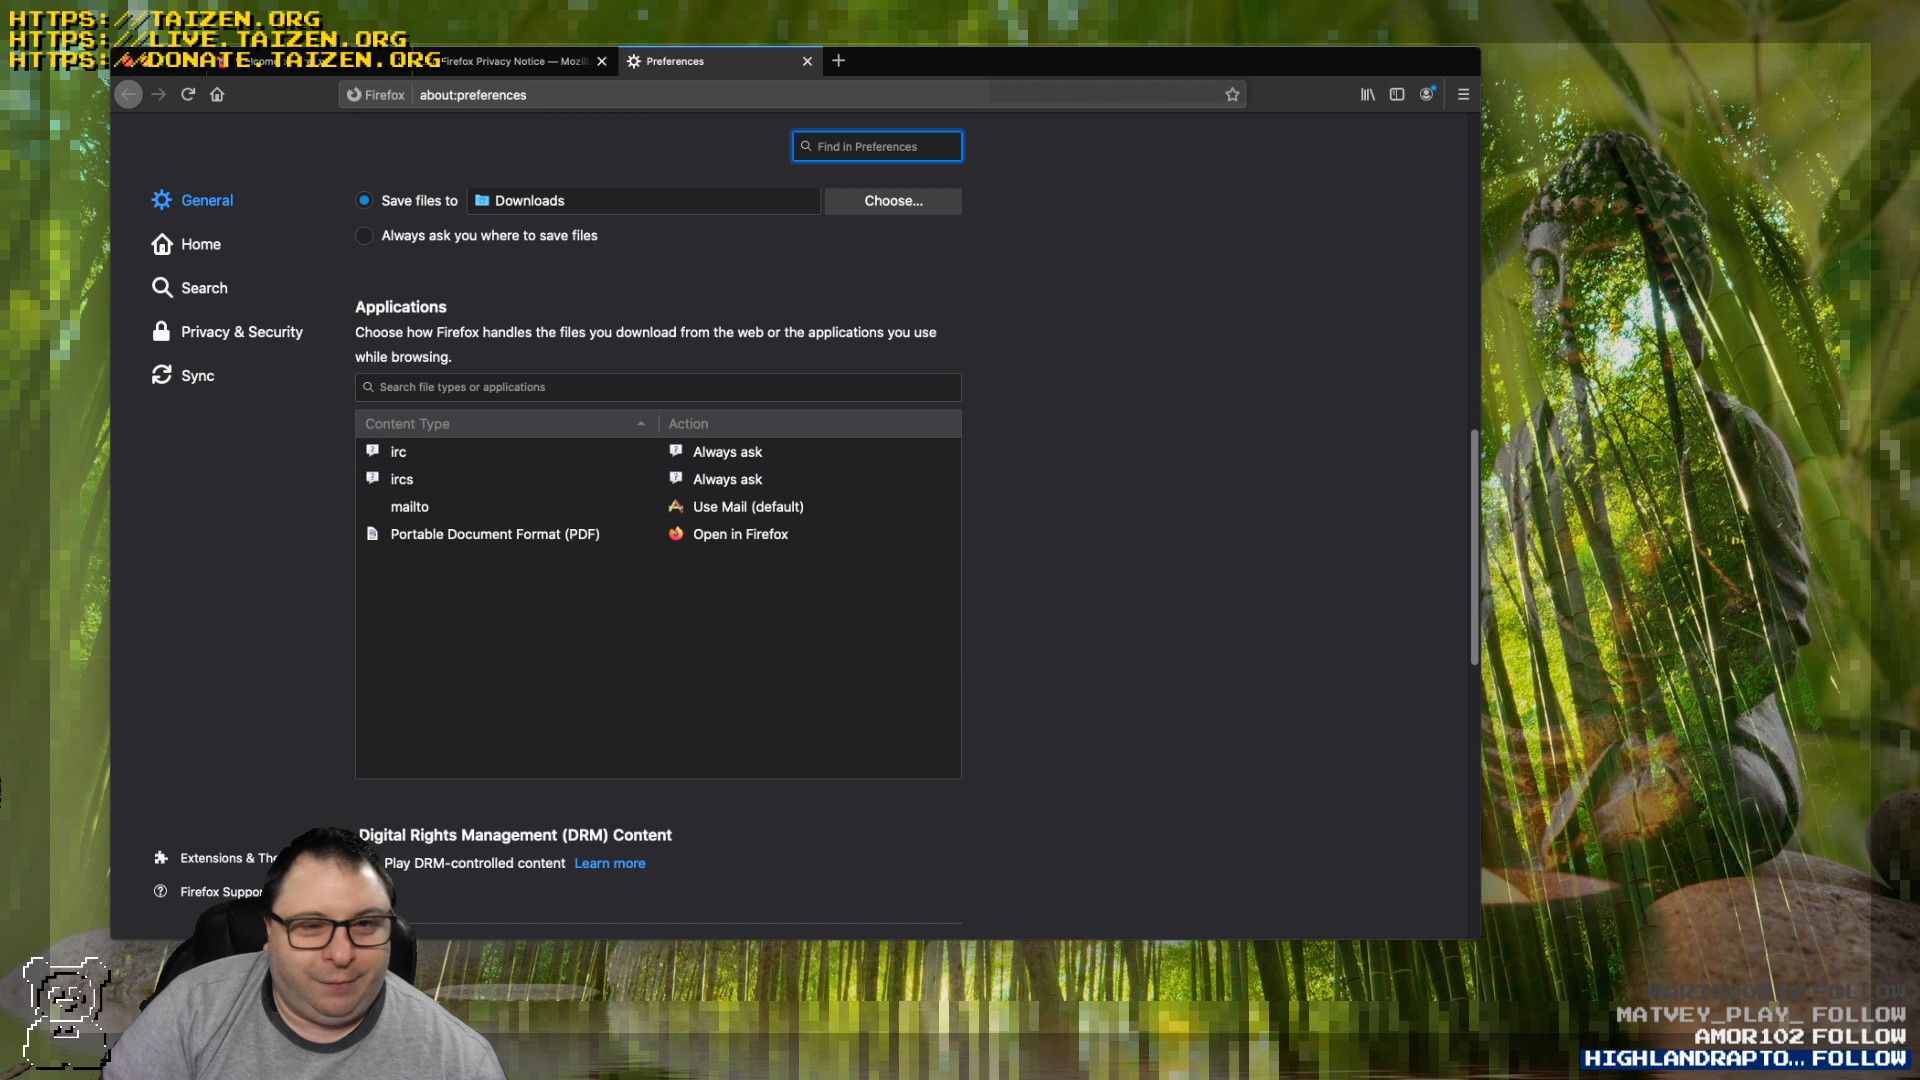 HTTPS://TAIZEN.ORG
HTTPS://LIVE.TAIZEN.ORG
HTTPS://DONATE.TAIZEN.ORG
Firefox Privacy Notice — Mozil
Preferences
Firefox
about:preferences
Find in Preferences
General
Home
Search
Privacy & Security
Sync
Save files to
Downloads
Choose...
Always ask you where to save files
Applications
Choose how Firefox handles the files you download from the web or the applications you use
while browsing.
Search file types or applications
Content Type
Action
irc
Always ask
ircs
Always ask
mailto
Use Mail (default)
Portable Document Format (PDF)
Open in Firefox
Digital Rights Management (DRM) Content
Play DRM-controlled content Learn more
Extensions & The
Firefox Suppor
FOLLOW
MATVEY_PLAY_ FOLLOW
AMOR102 FOLLOW
HIGHLANDRAPTO... FOLLOW